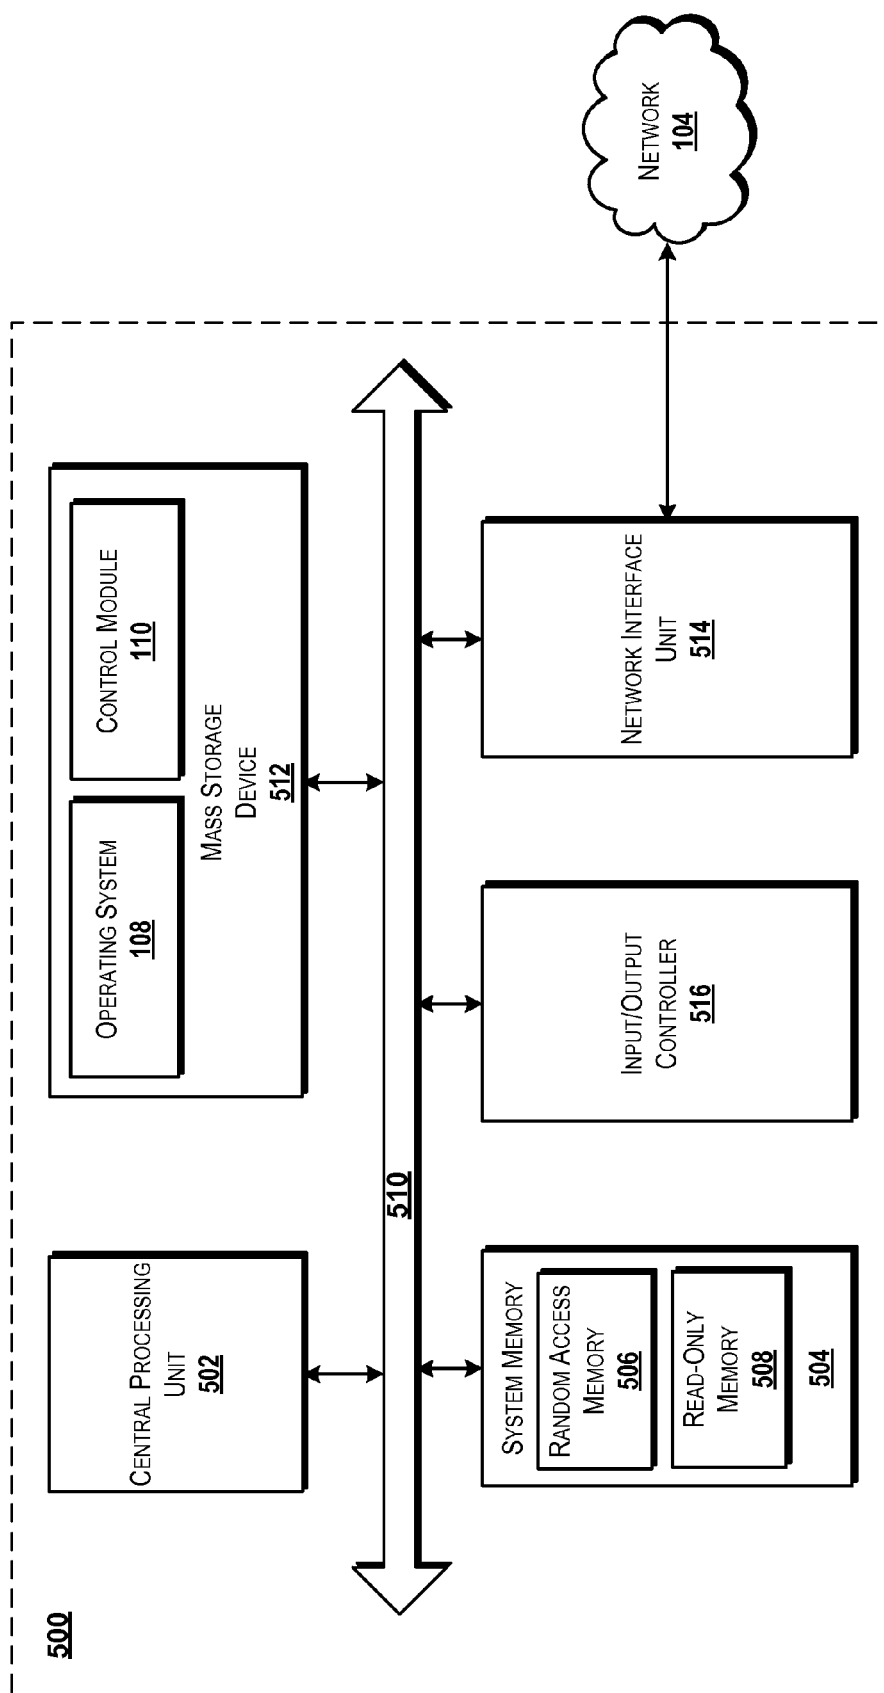 500
CENTRAL PROCESSING
UNIT
502
OPERATING SYSTEM
108
CONTROL MODULE
110
MASS STORAGE
DEVICE
512
510
SYSTEM MEMORY
RANDOM ACCESS
MEMORY
506
READ-ONLY
MEMORY
508
504
INPUT/OUTPUT
CONTROLLER
516
NETWORK INTERFACE
UNIT
514
NETWORK
104